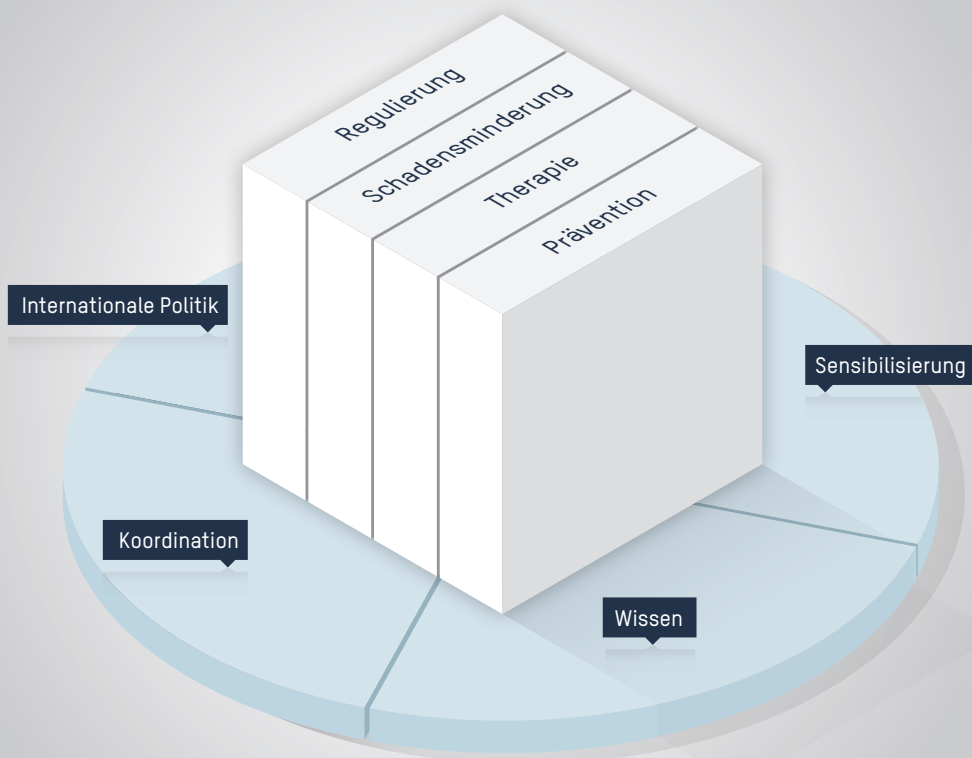 Regulierung
Schadensminderung
Therapie
Prävention
Internationale Politik
Sensibilisierung
Koordination
Wissen